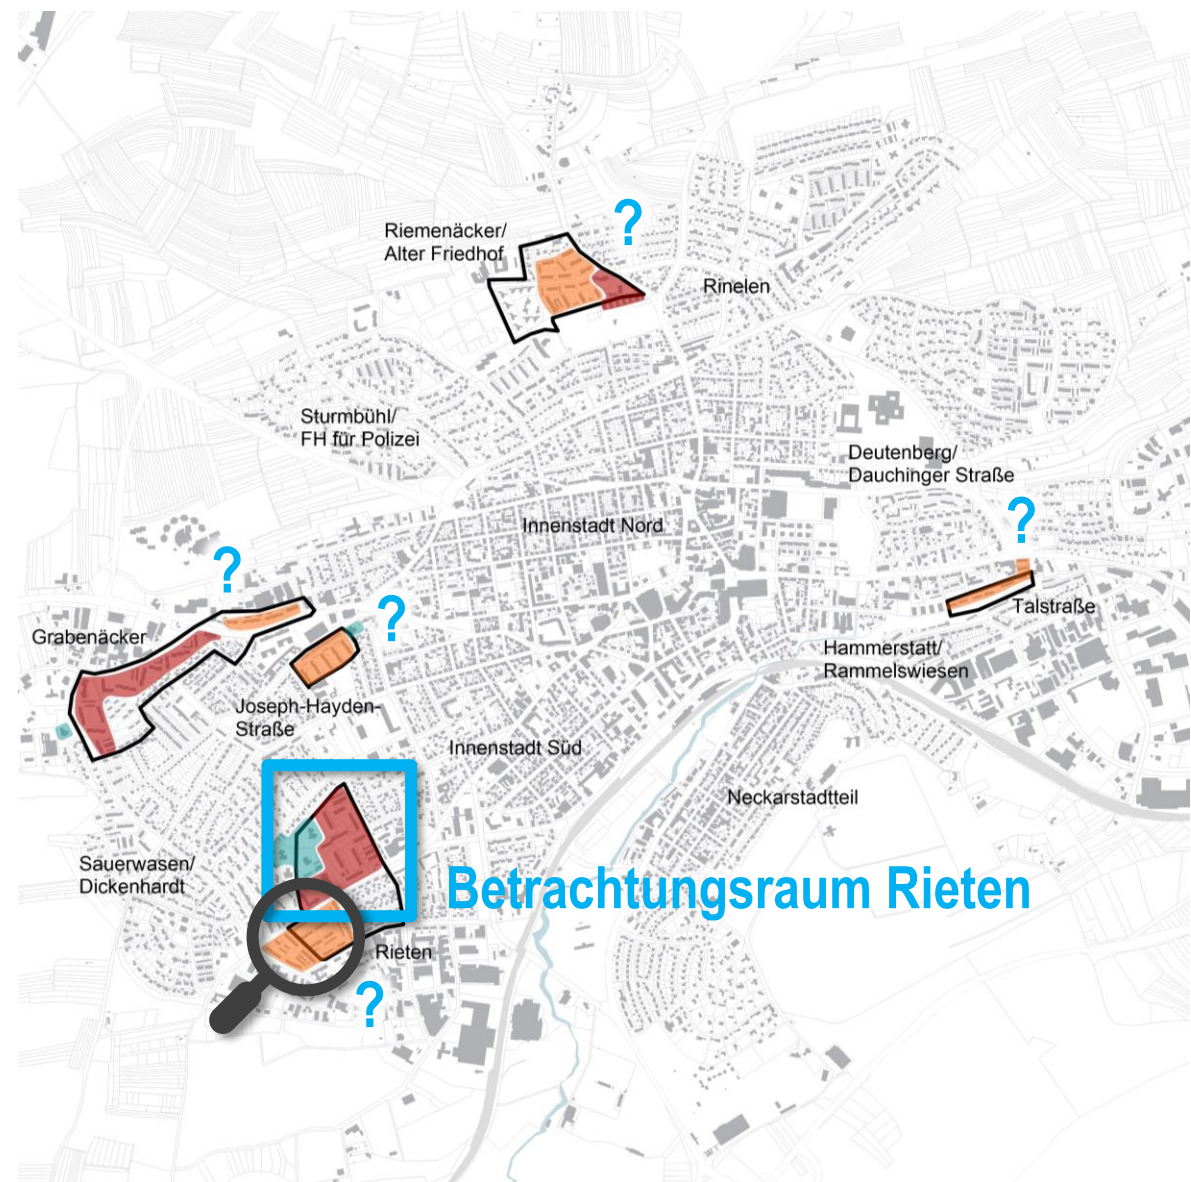 ?
Riemenäcker/
Alter Friedhof
Rinelen
Sturmbühl/
FH für Polizei
Deutenberg/
Dauchinger Straße
?
Innenstadt Nord
?
?
Talstraße
Grabenäcker
Hammerstatt/
Rammelswiesen
Joseph-Hayden-
Straße
Innenstadt Süd
Neckarstadtteil
Sauerwasen/
Dickenhardt
Betrachtungsraum Rieten
Rieten
?